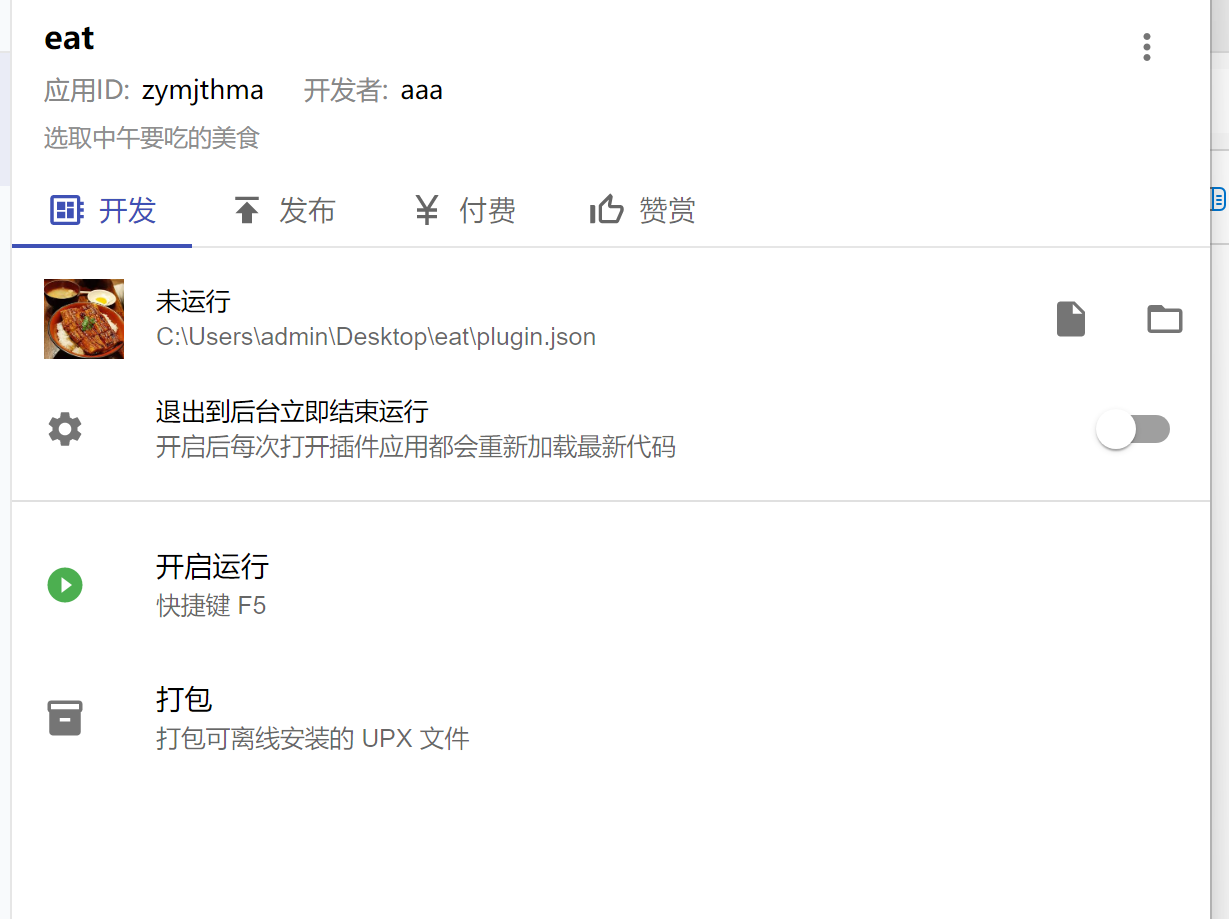 eat
应用ID: zymjthma 开发者: aaa
选取中午要吃的美食
开发 发布 付费 赞赏
未运行
C:\Users\admin\Desktop\eat\plugin.json
退出到后台立即结束运行
开启后每次打开插件应用都会重新加载最新代码
开启运行
快捷键 F5
打包
打包可离线安装的 UPX 文件